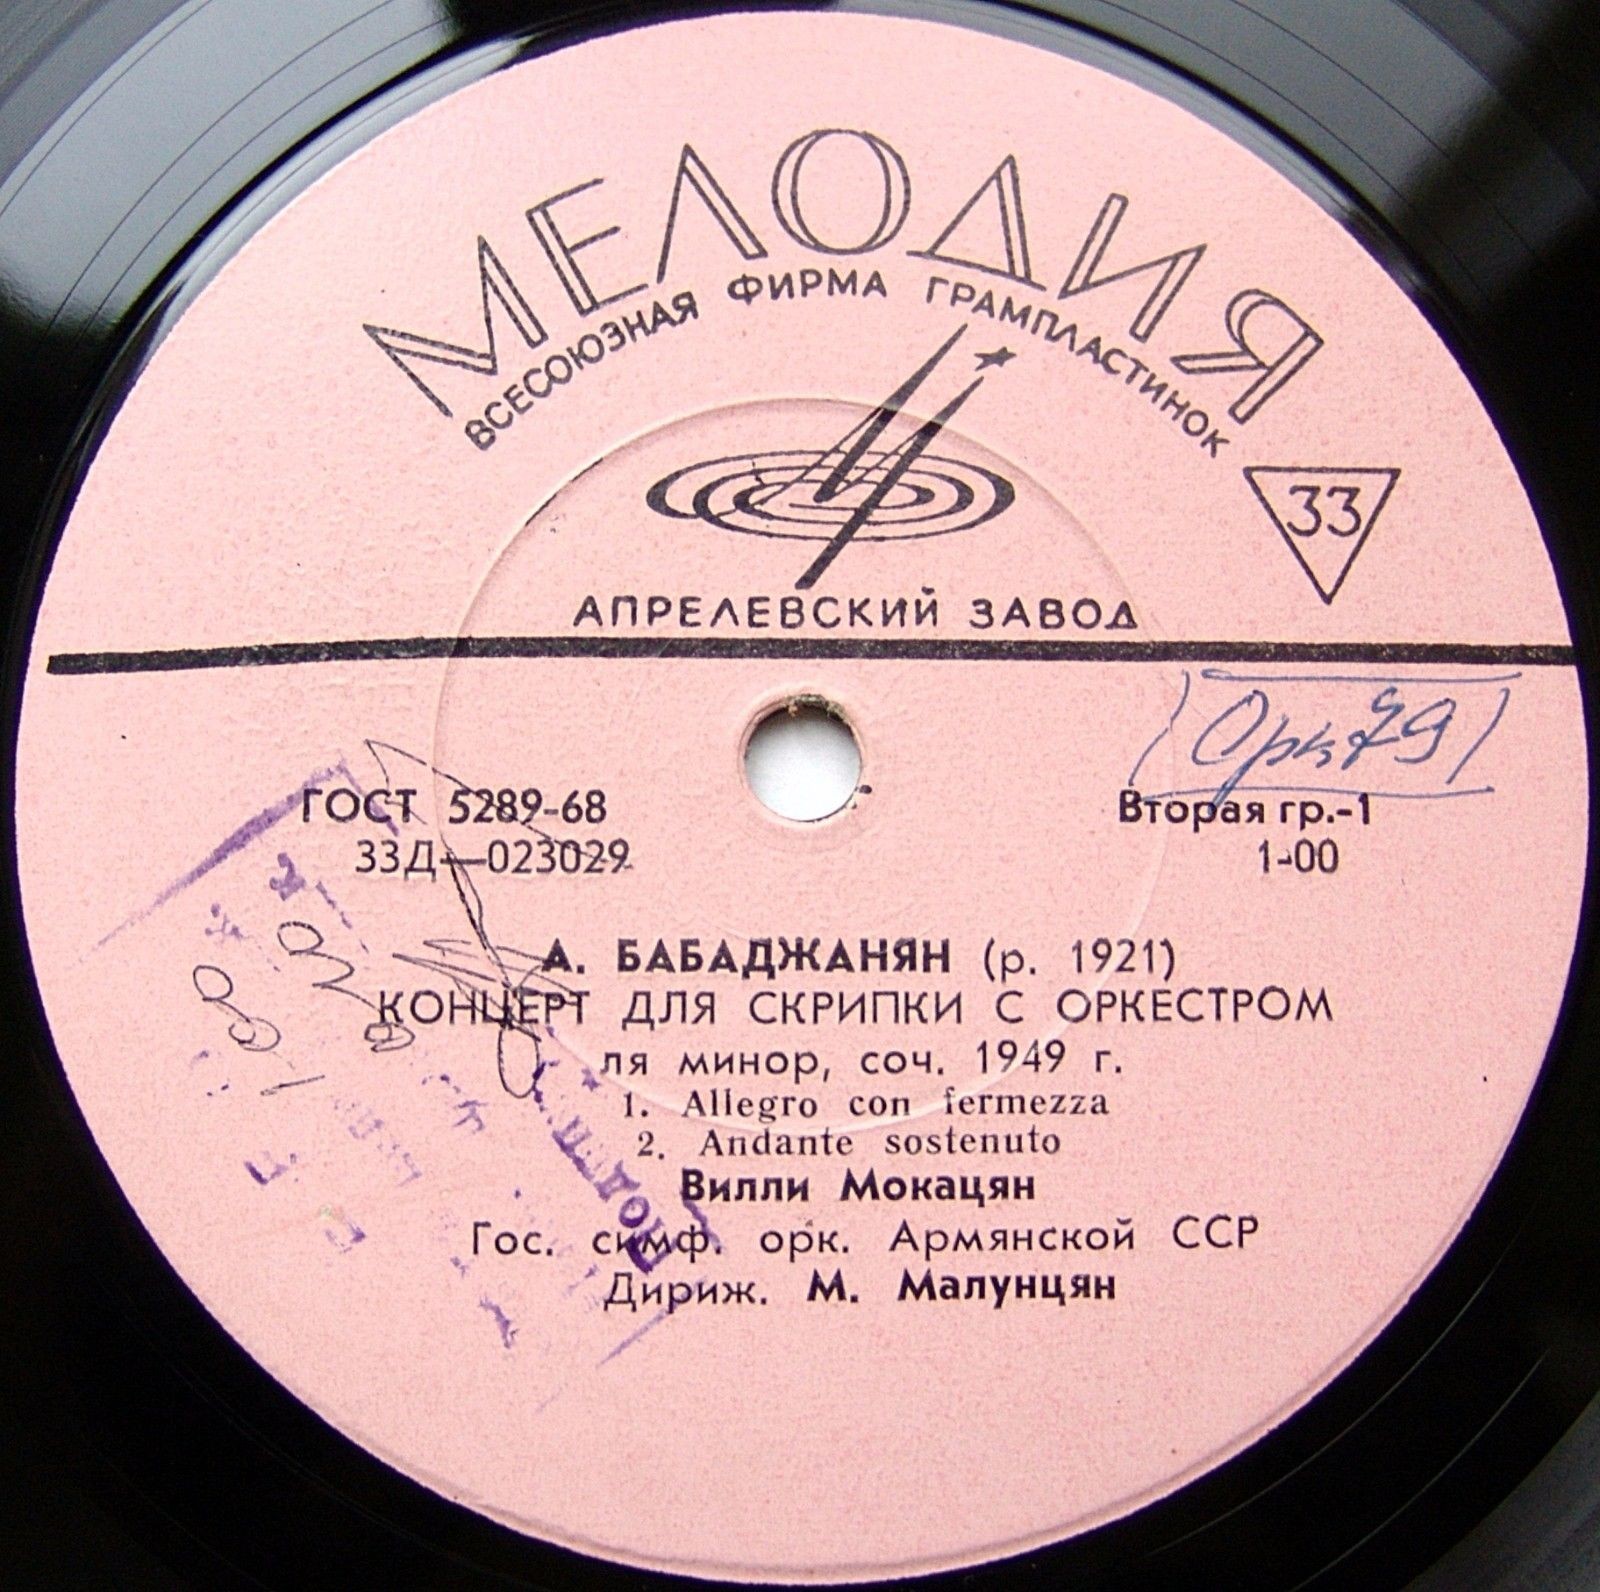 МЕЛОДИЯ
ВСЕСОЮЗНАЯ ФИРМА ГРАМПЛАСТИНОК
33
АПРЕЛЕВСКИЙ ЗАВОД
ГОСТ 5289-68
33Д—023029
Вторая гр.-1
1-00
А. БАБАДЖАНЯН (р. 1921)
КОНЦЕРТ ДЛЯ СКРИПКИ С ОРКЕСТРОМ
ля минор, соч. 1949 г.
1. Allegro con fermezza
2. Andante sostenuto
Вилли Мокацян
Гос. симф. орк. Армянской ССР
Дириж. М. Малунцян